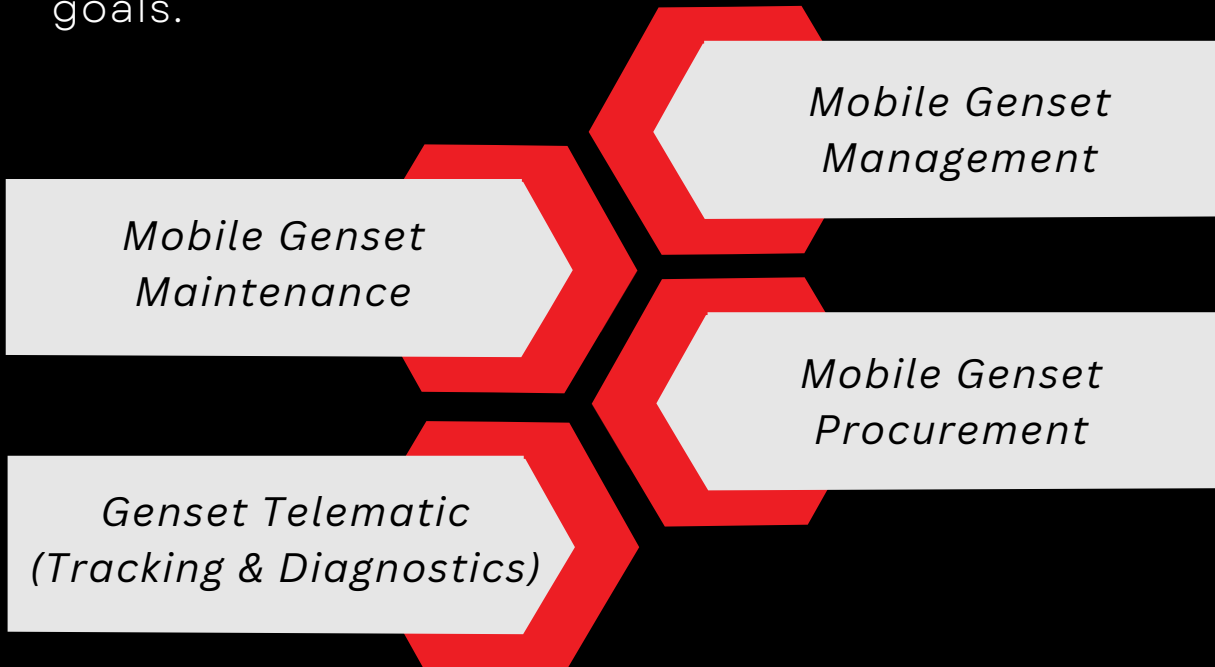 goals.
Mobile Genset
Management
Mobile Genset
Maintenance
Mobile Genset
Procurement
Genset Telematic
(Tracking & Diagnostics)